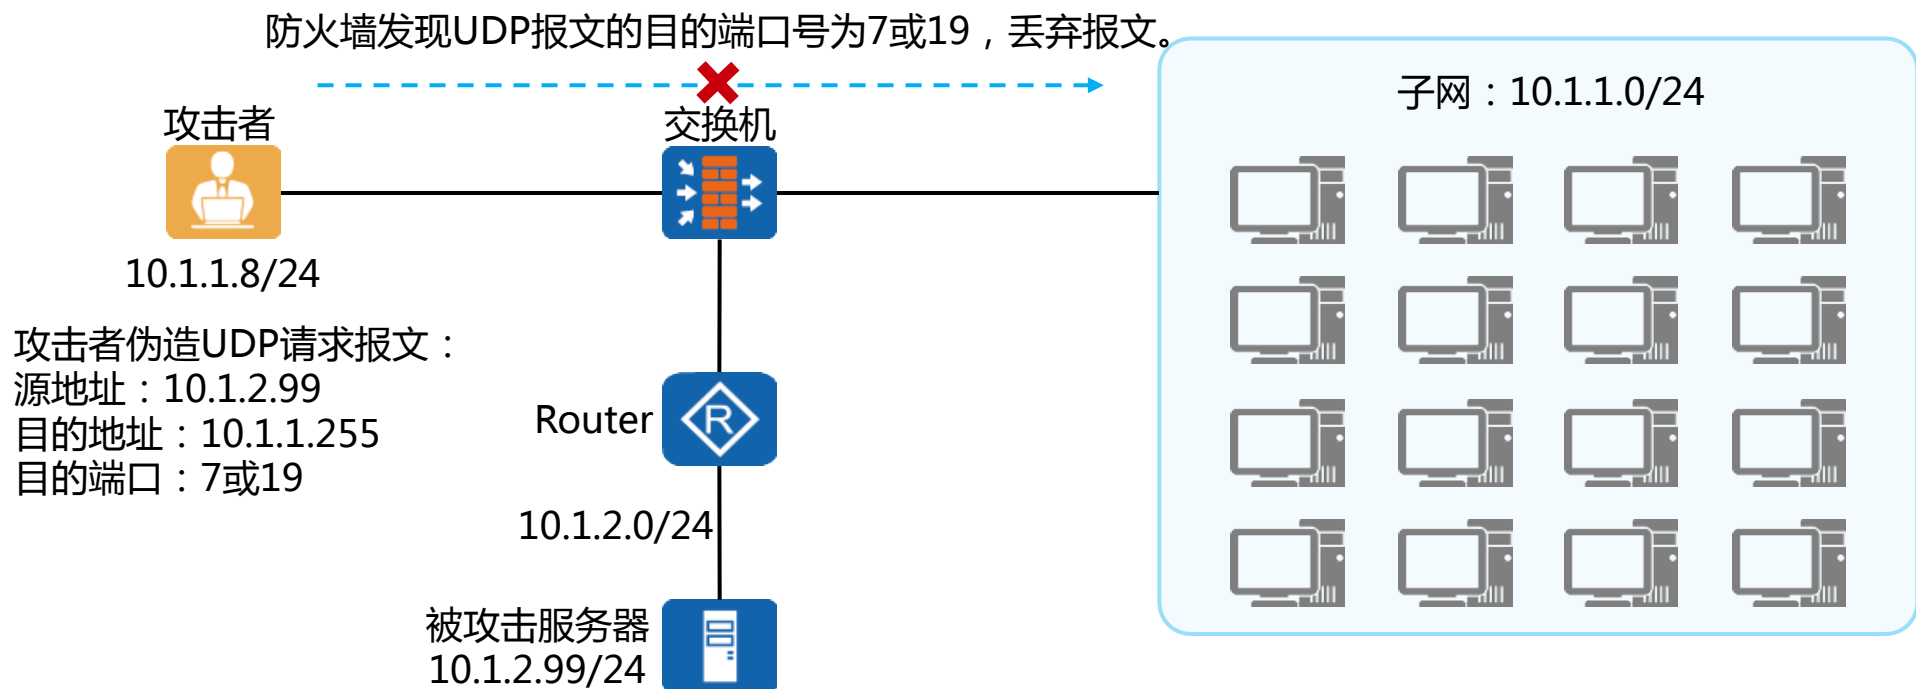 防火墙发现UDP报文的目的端口号为7或19，丢弃报文。
子网：10.1.1.0/24
攻击者
交换机
10.1.1.8/24
攻击者伪造UDP请求报文：
源地址：10.1.2.99
目的地址：10.1.1.255
目的端口：7或19
Router
R
10.1.2.0/24
被攻击服务器
10.1.2.99/24